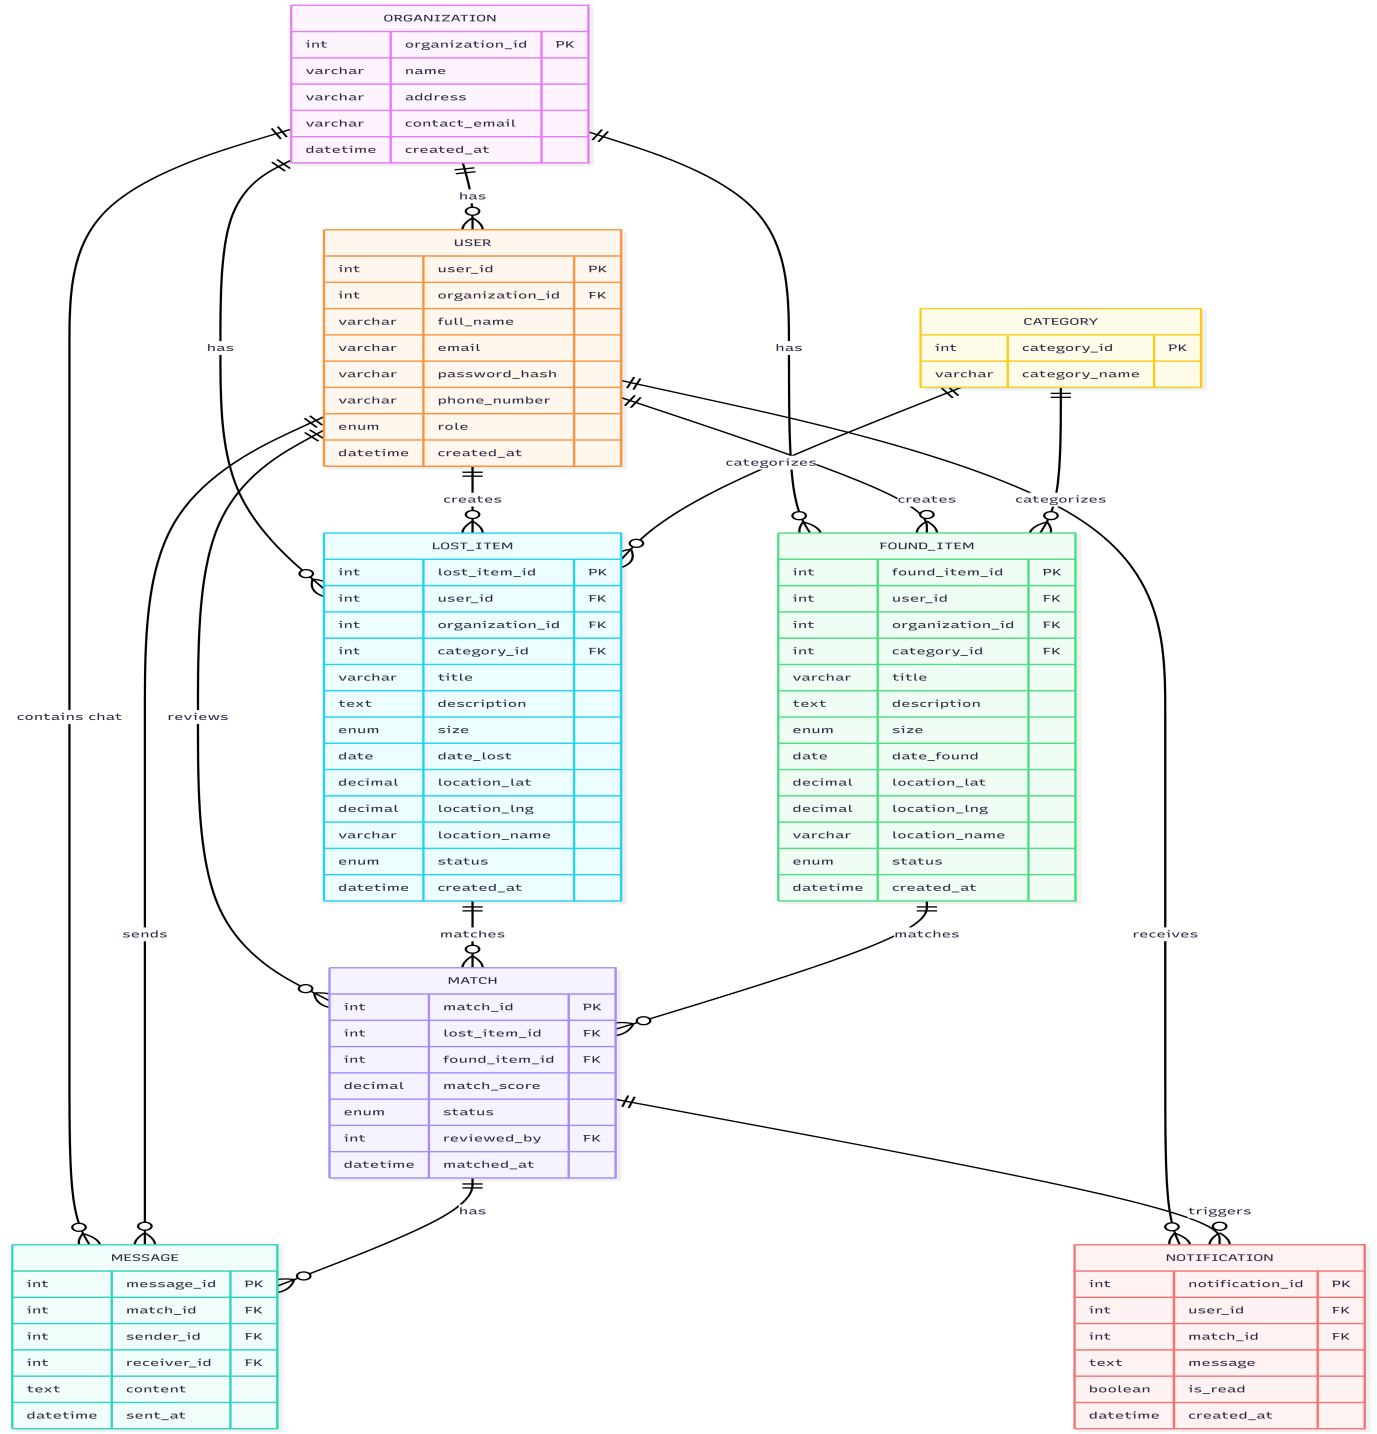 ORGANIZATION
int organization_id PK
varchar name
varchar address
varchar contact_email
datetime created_at
has
USER
int user_id PK
int organization_id FK
varchar full_name
varchar email
varchar password_hash
varchar phone_number
enum role
datetime created_at
has
has
CATEGORY
int category_id PK
varchar category_name
categorizes
creates
creates
categorizes
LOST_ITEM
int lost_item_id PK
int user_id FK
int organization_id FK
int category_id FK
varchar title
text description
enum size
date date_lost
decimal location_lat
decimal location_lng
varchar location_name
enum status
datetime created_at
FOUND_ITEM
int found_item_id PK
int user_id FK
int organization_id FK
int category_id FK
varchar title
text description
enum size
date date_found
decimal location_lat
decimal location_lng
varchar location_name
enum status
datetime created_at
contains chat
reviews
sends
matches
matches
receives
MATCH
int match_id PK
int lost_item_id FK
int found_item_id FK
decimal match_score
enum status
int reviewed_by FK
datetime matched_at
has
triggers
MESSAGE
int message_id PK
int match_id FK
int sender_id FK
int receiver_id FK
text content
datetime sent_at
NOTIFICATION
int notification_id PK
int user_id FK
int match_id FK
text message
boolean is_read
datetime created_at